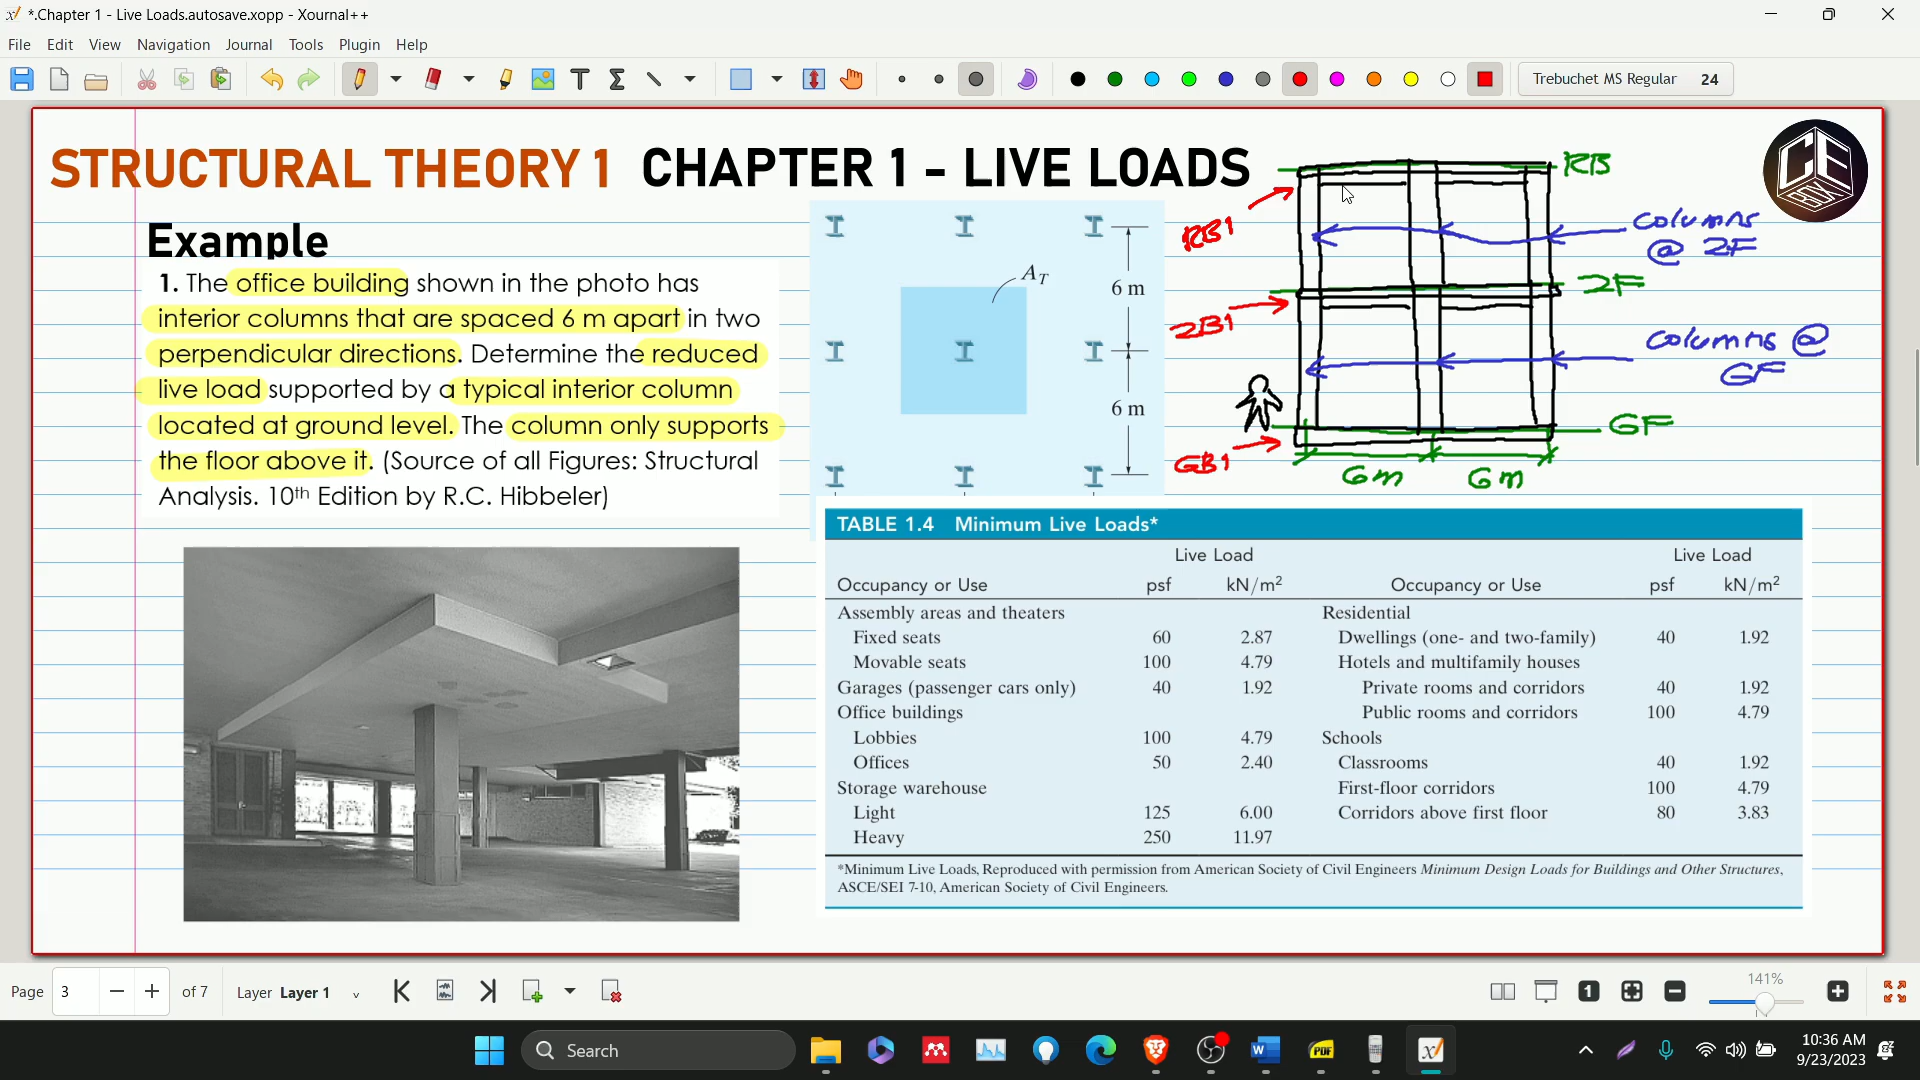 *.Chapter 1 - Live Loads.autosave.xopp - Xournal++
File Edit View Navigation Journal Tools Plugin Help
Trebuchet MS Regular 24
STRUCTURAL THEORY 1 CHAPTER 1 - LIVE LOADS
Example
1. The office building shown in the photo has
interior columns that are spaced 6 m apart in two
perpendicular directions. Determine the reduced
live load supported by a typical interior column
located at ground level. The column only supports
the floor above it. (Source of all Figures: Structural
Analysis. 10th Edition by R.C. Hibbeler)
A_T
6 m
6 m
RB
RB1
columns
@ 2F
2F
2B1
columns @
GF
GF
GB1
6m 6m
TABLE 1.4 Minimum Live Loads*
Live Load Live Load
Occupancy or Use psf kN/m² Occupancy or Use psf kN/m²
Assembly areas and theaters Residential
Fixed seats 60 2.87 Dwellings (one- and two-family) 40 1.92
Movable seats 100 4.79 Hotels and multifamily houses
Garages (passenger cars only) 40 1.92 Private rooms and corridors 40 1.92
Office buildings Public rooms and corridors 100 4.79
Lobbies 100 4.79 Schools
Offices 50 2.40 Classrooms 40 1.92
Storage warehouse First-floor corridors 100 4.79
Light 125 6.00 Corridors above first floor 80 3.83
Heavy 250 11.97
*Minimum Live Loads, Reproduced with permission from American Society of Civil Engineers Minimum Design Loads for Buildings and Other Structures,
ASCE/SEI 7-10, American Society of Civil Engineers.
Page 3 of 7 Layer Layer 1
141%
Search
10:36 AM
9/23/2023